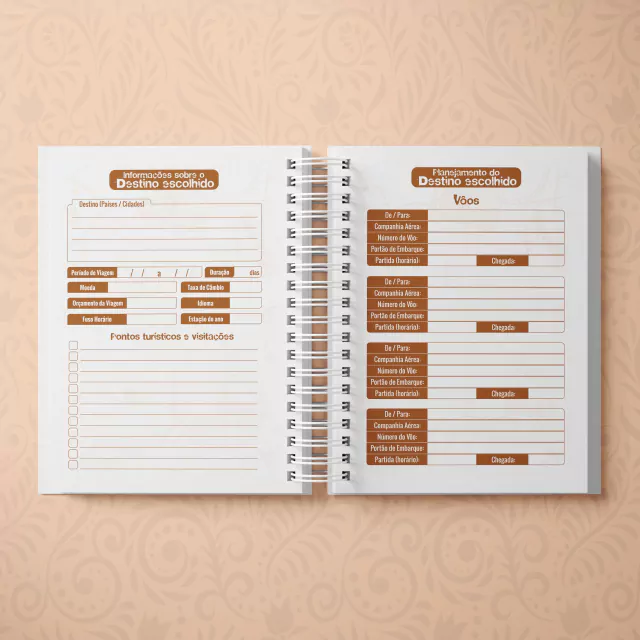 Informações sobre o
Destino escolhido
Destino (Países / Cidades)
Período de Viagem: / / a / / Duração dias
Moeda Taxa de Câmbio
Orçamento da Viagem Idioma
Fuso Horário Estação do ano
Pontos turísticos e visitações
Planejamento do
Destino escolhido
Vôos
De / Para:
Companhia Aérea:
Número do Vôo:
Portão de Embarque:
Partida (horário): Chegada:
De / Para:
Companhia Aérea:
Número do Vôo:
Portão de Embarque:
Partida (horário): Chegada:
De / Para:
Companhia Aérea:
Número do Vôo:
Portão de Embarque:
Partida (horário): Chegada:
De / Para:
Companhia Aérea:
Número do Vôo:
Portão de Embarque:
Partida (horário): Chegada: